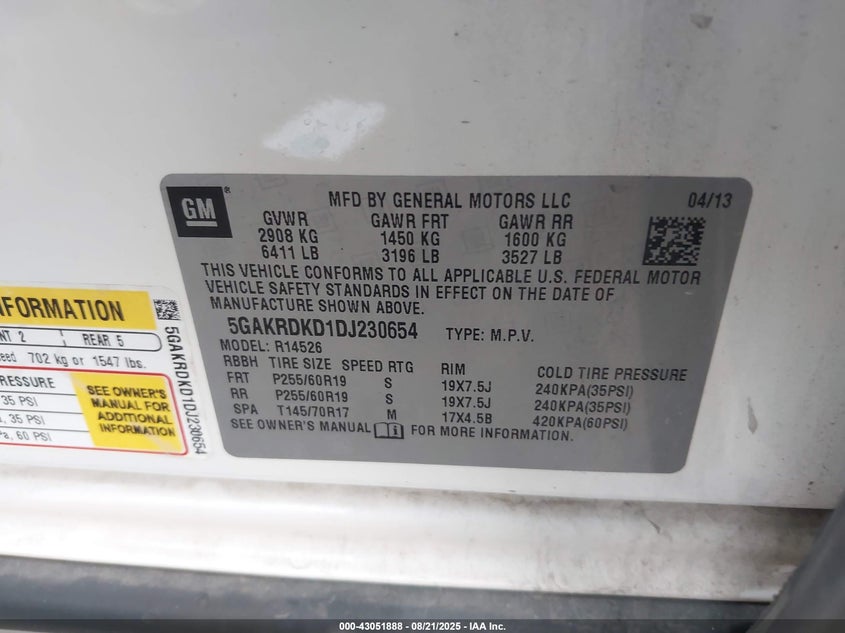 GM
®
MFD BY GENERAL MOTORS LLC 04/13
GVWR GAWR FRT GAWR RR
2908 KG 1450 KG 1600 KG
6411 LB 3196 LB 3527 LB
THIS VEHICLE CONFORMS TO ALL APPLICABLE U.S. FEDERAL MOTOR
VEHICLE SAFETY STANDARDS IN EFFECT ON THE DATE OF
MANUFACTURE SHOWN ABOVE.
5GAKRDKD1DJ230654 TYPE: M.P.V.
MODEL: R14526
RBBH TIRE SIZE SPEED RTG RIM COLD TIRE PRESSURE
FRT P255/60R19 S 19X7.5J 240KPA(35PSI)
RR P255/60R19 S 19X7.5J 240KPA(35PSI)
SPA T145/70R17 M 17X4.5B 420KPA(60PSI)
SEE OWNER'S MANUAL i FOR MORE INFORMATION.
NFORMATION
NT 2 REAR 5
702 kg or 1547 lbs.
PRESSURE
35 PSI
35 PSI
60 PSI
SEE OWNER'S
MANUAL FOR
ADDITIONAL
INFORMATION
5GAKRDKD1DJ230654
000-43051888 - 08/21/2025 - IAA Inc.